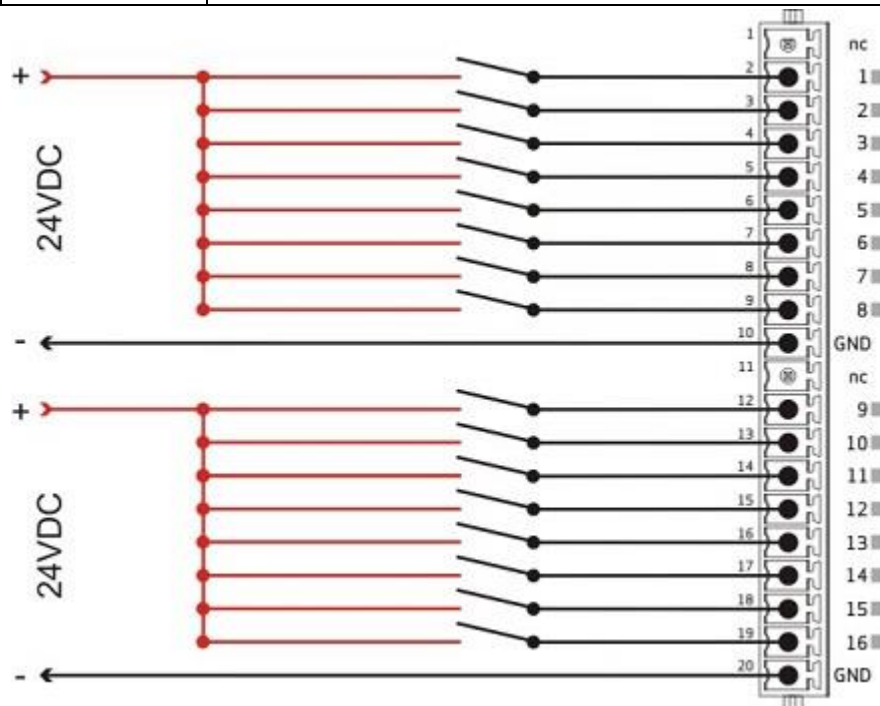 1 nc
+ 2 1
3 2
4 3
24VDC
5 4
6 5
7 6
8 7
9 8
- 10 GND
11 nc
+ 12 9
13 10
14 11
15 12
24VDC
16 13
17 14
18 15
19 16
- 20 GND